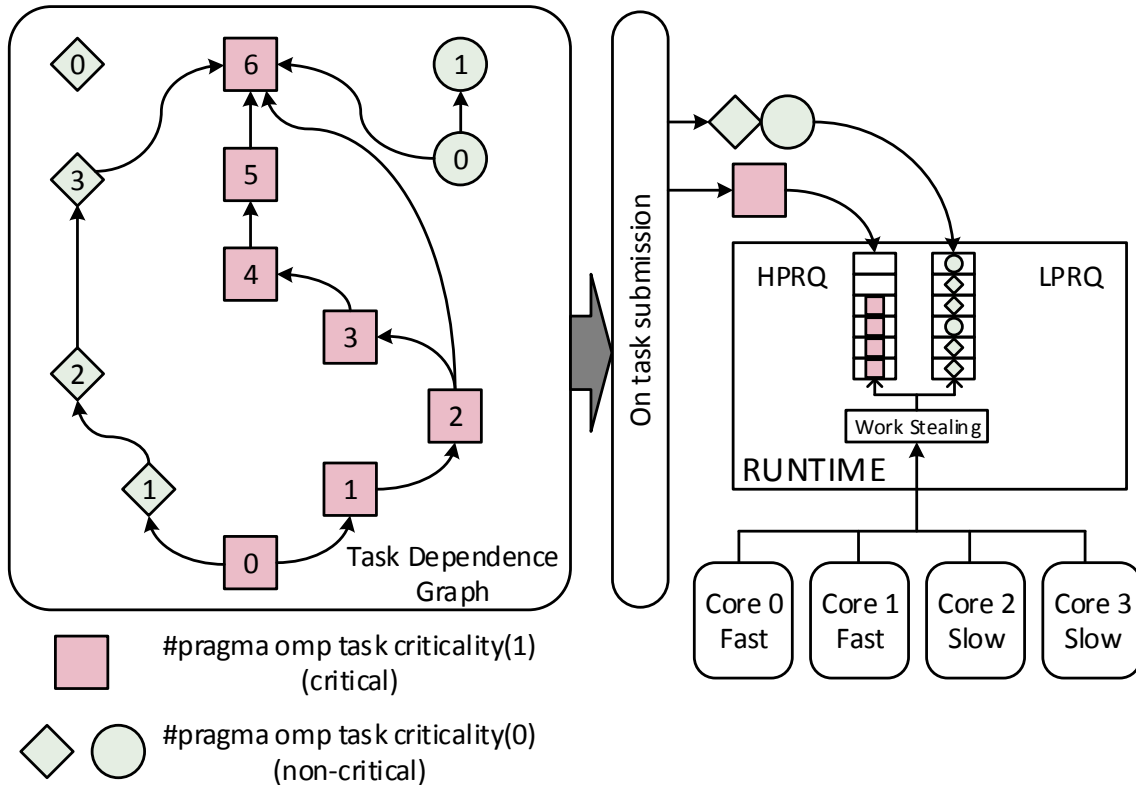 0
6
1
3
5
0
4
3
2
2
1
1
0
Task Dependence
Graph
On task submission
HPRQ
LPRQ
Work Stealing
RUNTIME
Core 0
Fast
Core 1
Fast
Core 2
Slow
Core 3
Slow
#pragma omp task criticality(1)
(critical)
#pragma omp task criticality(0)
(non-critical)